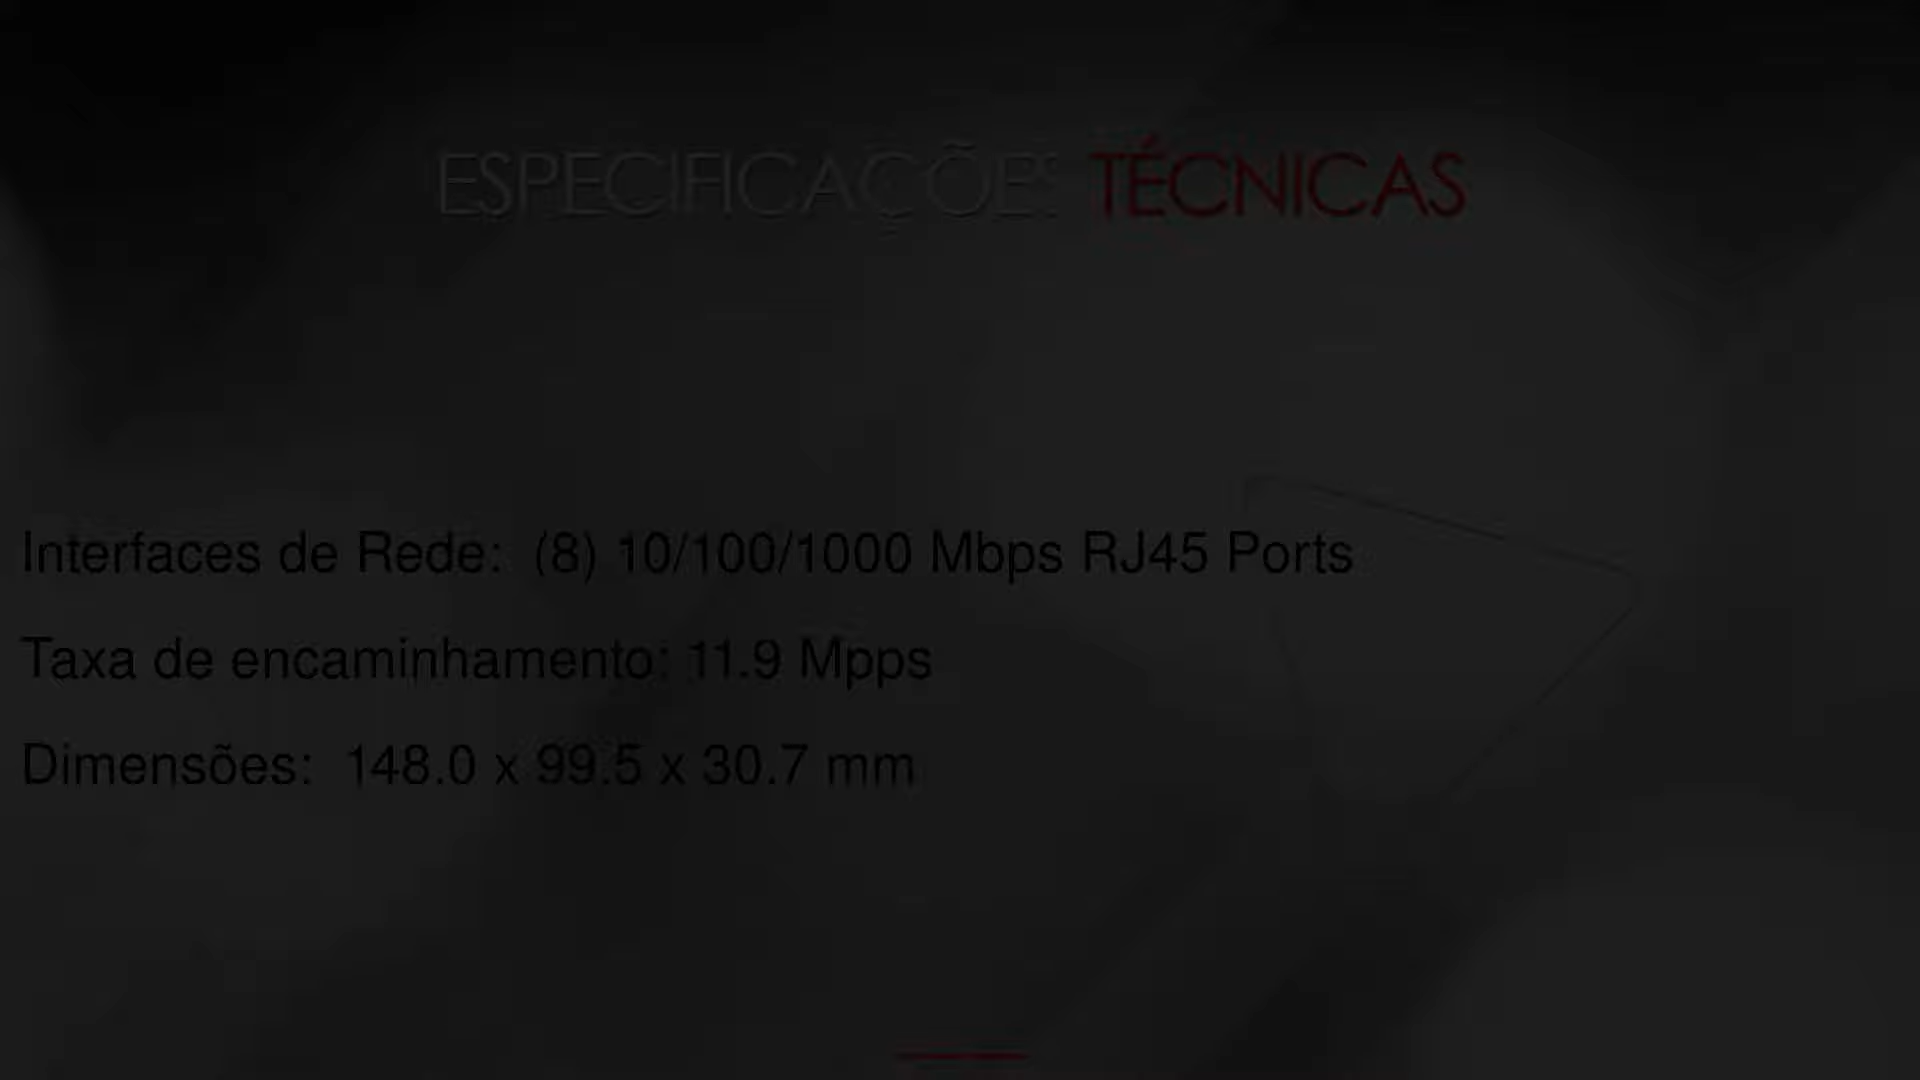 ESPECIFICAÇÕES TÉCNICAS
Interfaces de Rede: (8) 10/100/1000 Mbps RJ45 Ports
Taxa de encaminhamento: 11.9 Mpps
Dimensões: 148.0 x 99.5 x 30.7 mm